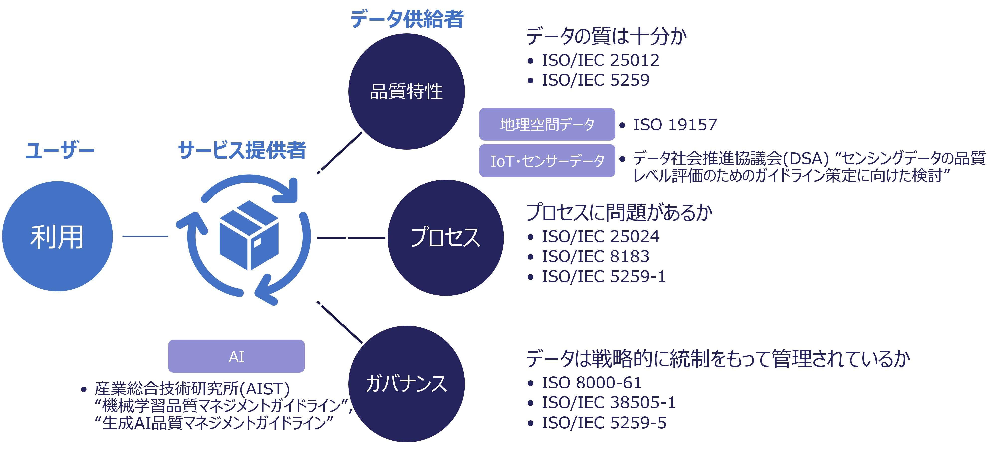 データ供給者
品質特性
データの質は十分か
• ISO/IEC 25012
• ISO/IEC 5259
地理空間データ
• ISO 19157
IoT・センサーデータ
• データ社会推進協議会(DSA) ”センシングデータの品質
レベル評価のためのガイドライン策定に向けた検討”
ユーザー
利用
サービス提供者
プロセス
プロセスに問題があるか
• ISO/IEC 25024
• ISO/IEC 8183
• ISO/IEC 5259-1
AI
• 産業総合技術研究所(AIST)
“機械学習品質マネジメントガイドライン”,
“生成AI品質マネジメントガイドライン”
ガバナンス
データは戦略的に統制をもって管理されているか
• ISO 8000-61
• ISO/IEC 38505-1
• ISO/IEC 5259-5